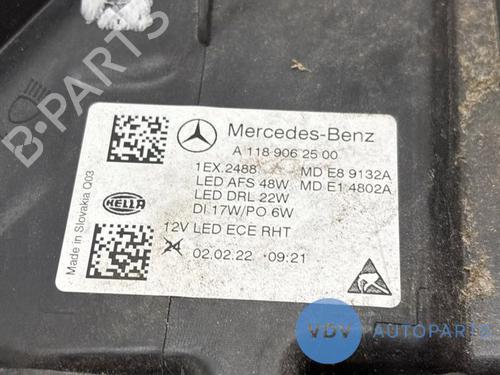 B-PARTS
Mercedes-Benz
A 118 906 25 00
1EX.2488 MD E8 9132A
LED AFS 48W MD E1 4802A
LED DRL 22W
DI 17W/PO 6W
12V LED ECE RHT
24 02.02.22 09:21
HELLA
Made in Slovakia Q03
VDV AUTOPARTS